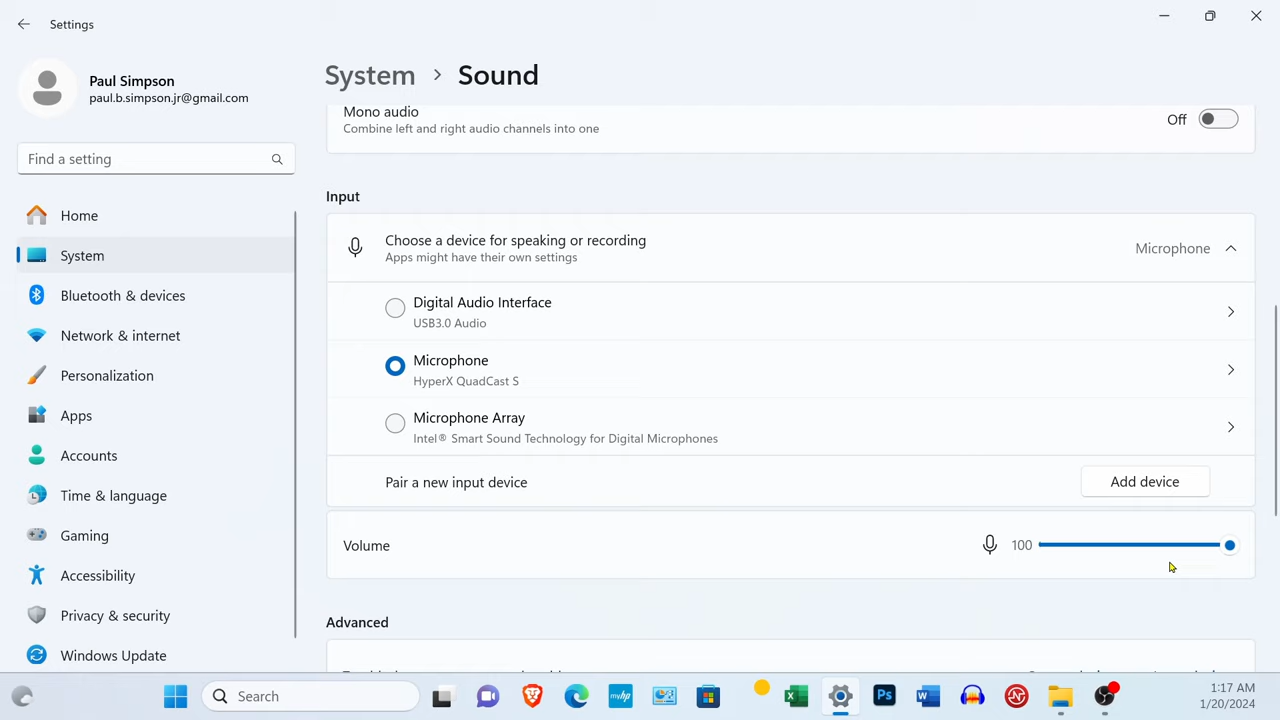 Settings
Paul Simpson
paul.b.simpson.jr@gmail.com
Find a setting
Home
System
Bluetooth & devices
Network & internet
Personalization
Apps
Accounts
Time & language
Gaming
Accessibility
Privacy & security
Windows Update
System > Sound
Mono audio
Combine left and right audio channels into one
Off
Input
Choose a device for speaking or recording
Apps might have their own settings
Microphone
Digital Audio Interface
USB3.0 Audio
Microphone
HyperX QuadCast S
Microphone Array
Intel® Smart Sound Technology for Digital Microphones
Pair a new input device
Add device
Volume
100
Advanced
Search
myhp
Ps
1:17 AM
1/20/2024